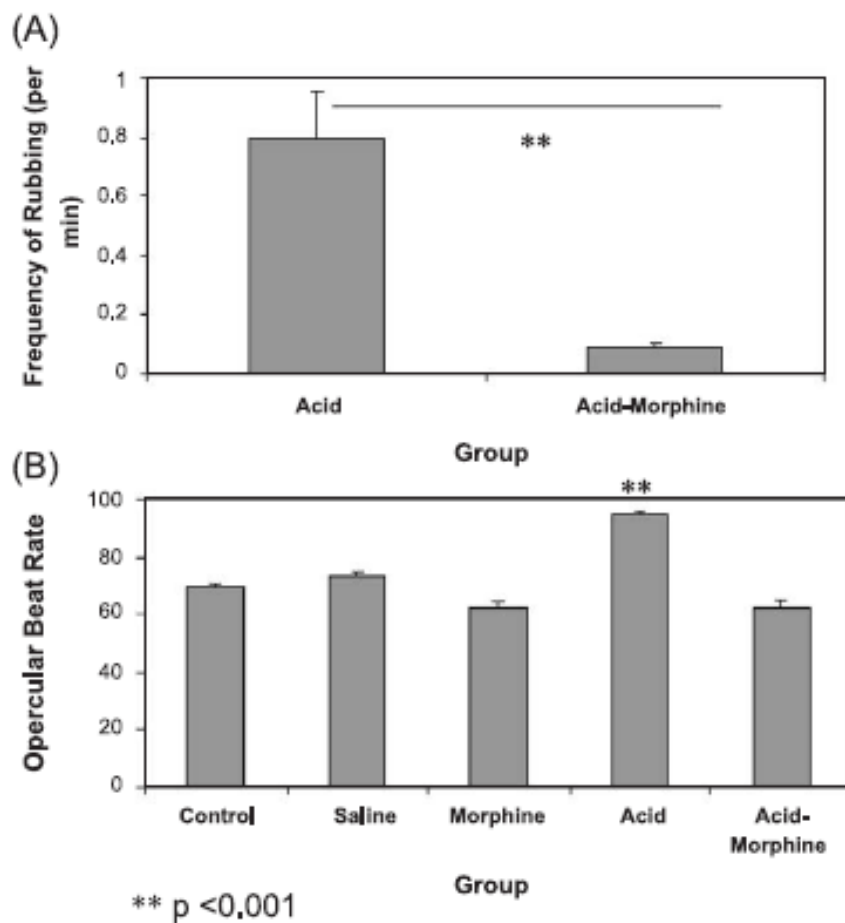 (A)
Frequency of Rubbing (per
min)
1
0,8
0,6
0,4
0,2
0
**
Acid Acid-Morphine
Group
(B)
Opercular Beat Rate
100
80
60
40
20
0
**
Control Saline Morphine Acid Acid-
Morphine
Group
** p <0,001